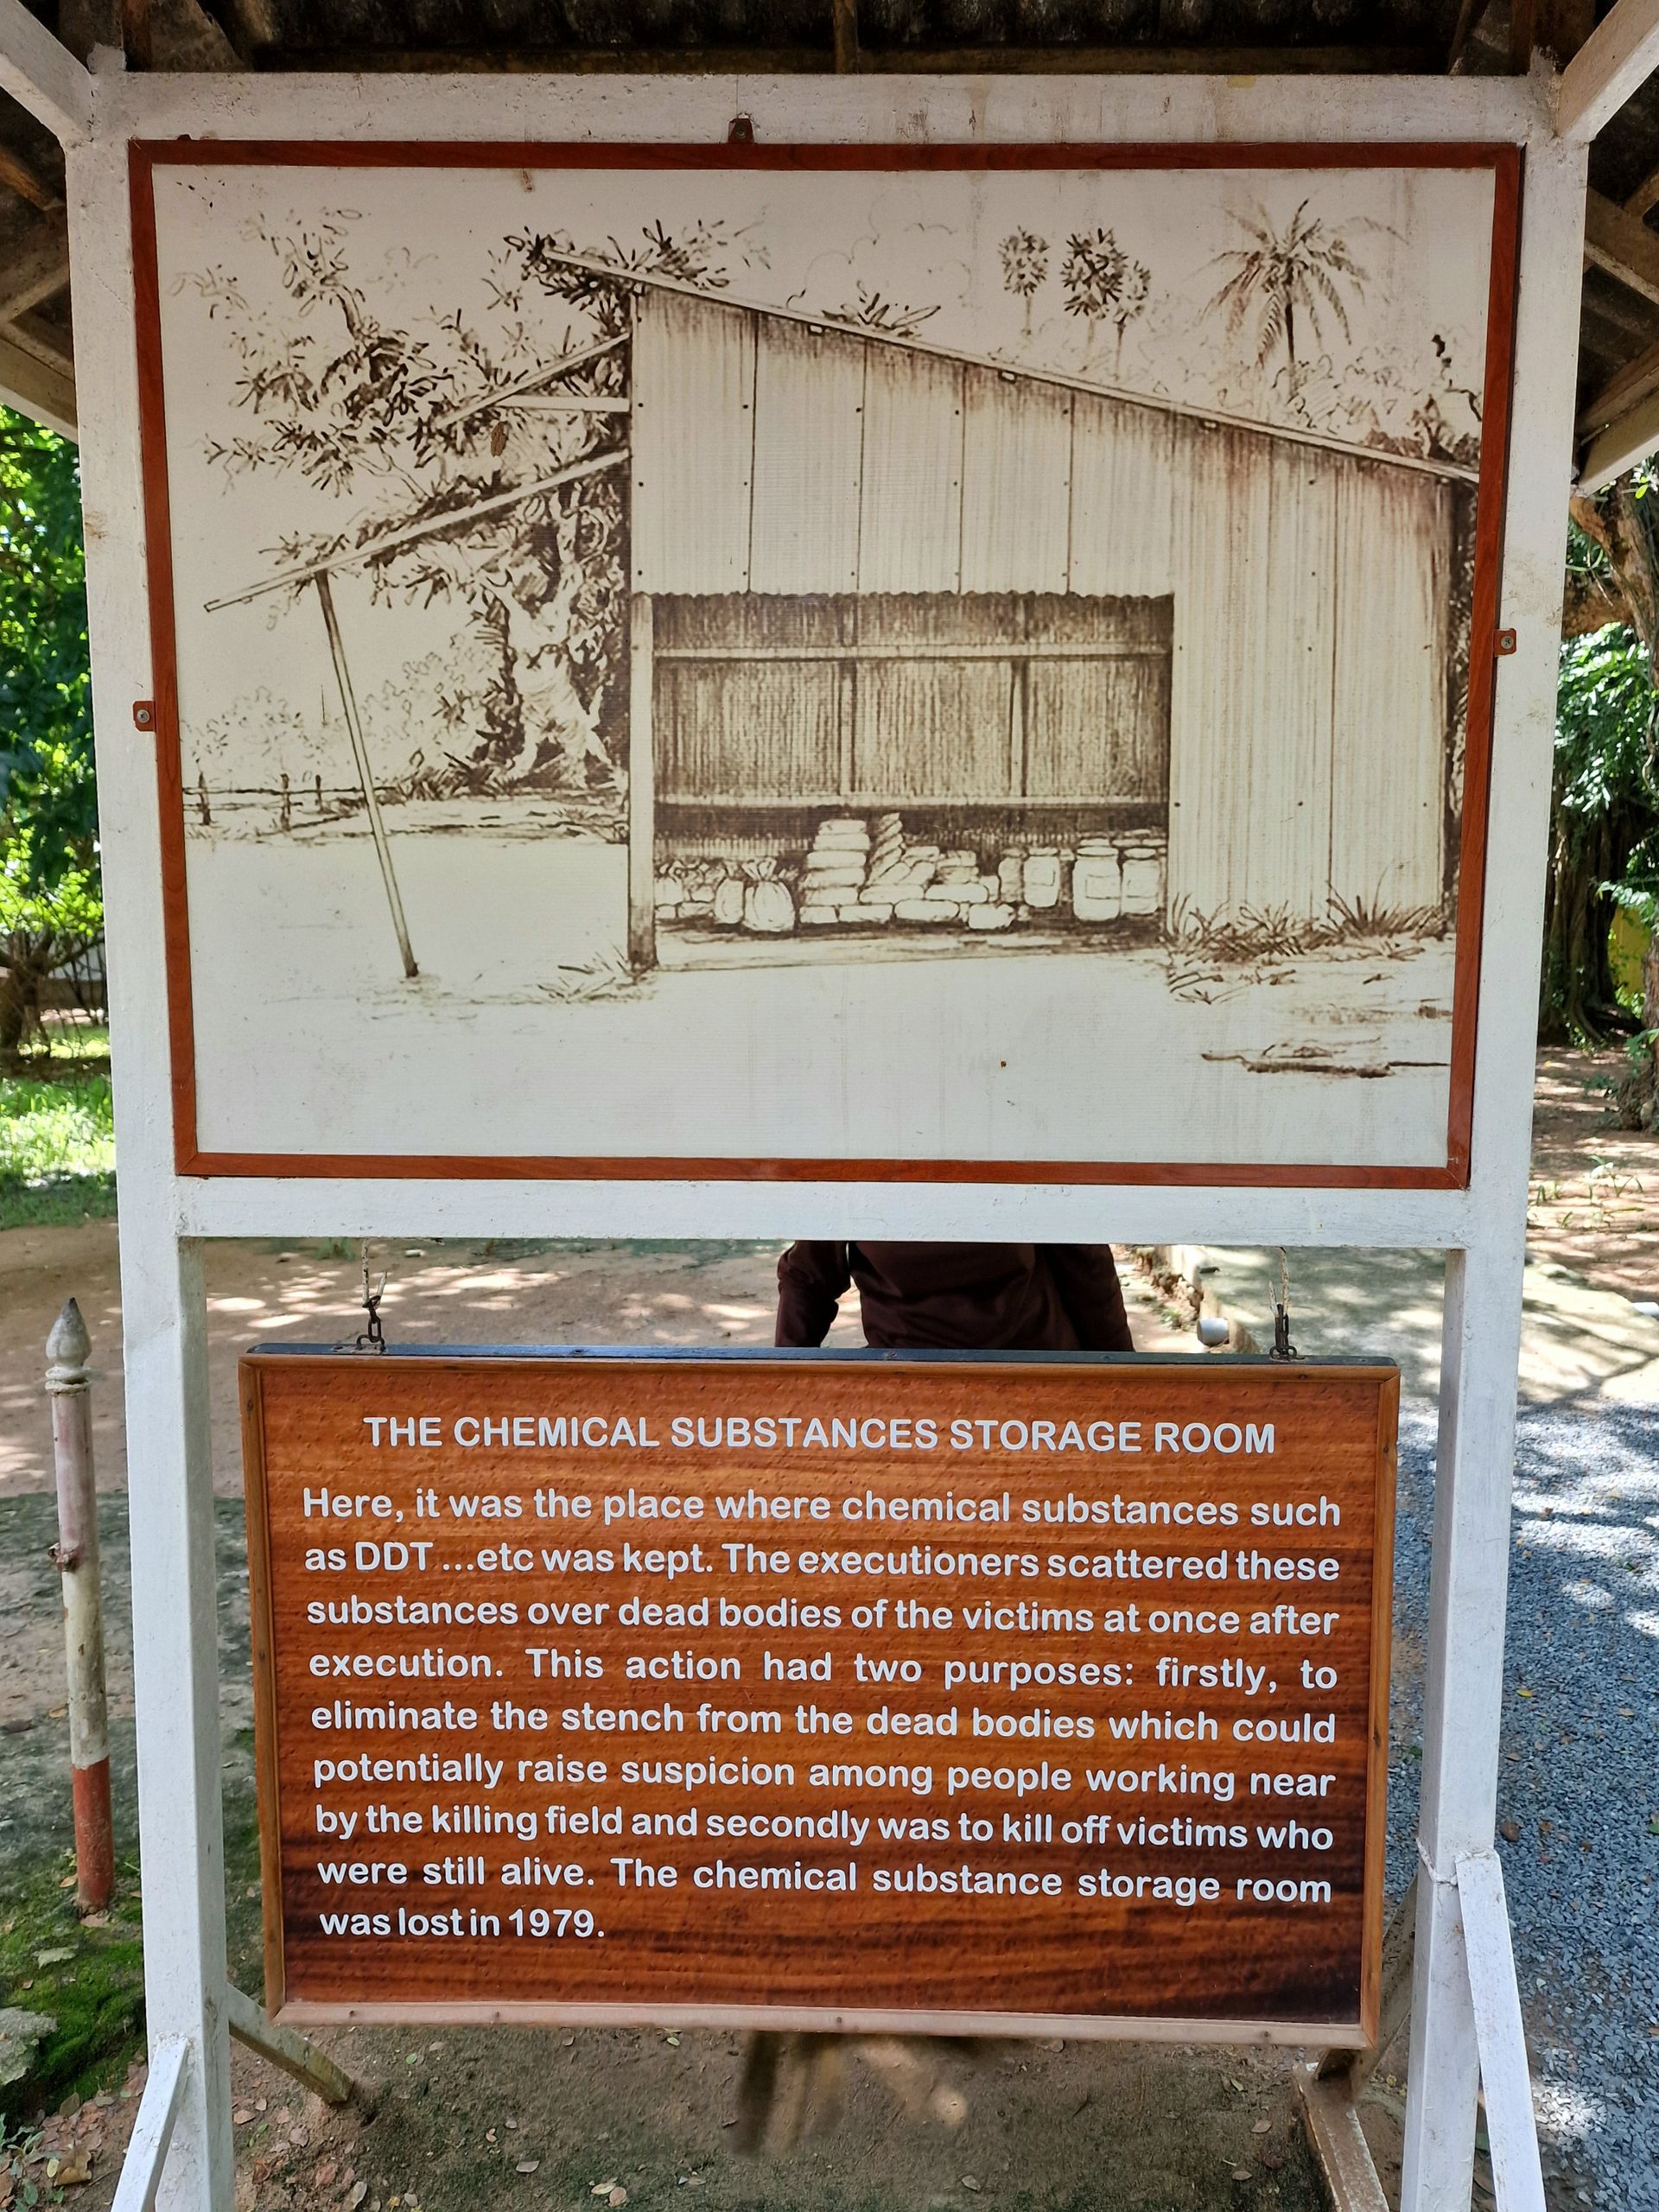 THE CHEMICAL SUBSTANCES STORAGE ROOM
Here, it was the place where chemical substances such
as DDT ...etc was kept. The executioners scattered these
substances over dead bodies of the victims at once after
execution. This action had two purposes: firstly, to
eliminate the stench from the dead bodies which could
potentially raise suspicion among people working near
by the killing field and secondly was to kill off victims who
were still alive. The chemical substance storage room
was lost in 1979.